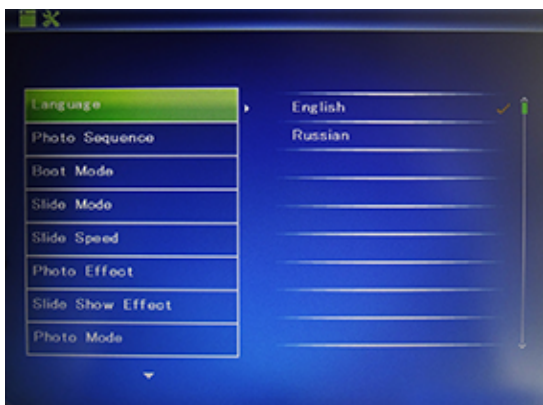 Language
Photo Sequence
Boot Mode
Slide Mode
Slide Speed
Photo Effect
Slide Show Effect
Photo Mode
English
Russian